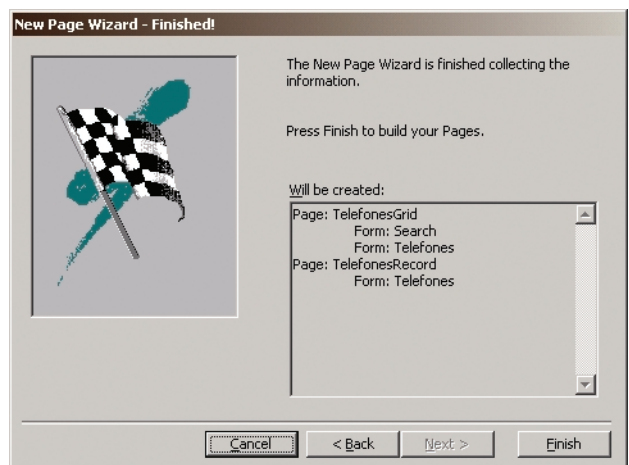 New Page Wizard - Finished!
The New Page Wizard is finished collecting the
information.
Press Finish to build your Pages.
Will be created:
Page: TelefonesGrid
Form: Search
Form: Telefones
Page: TelefonesRecord
Form: Telefones
Cancel
< Back
Next >
Finish